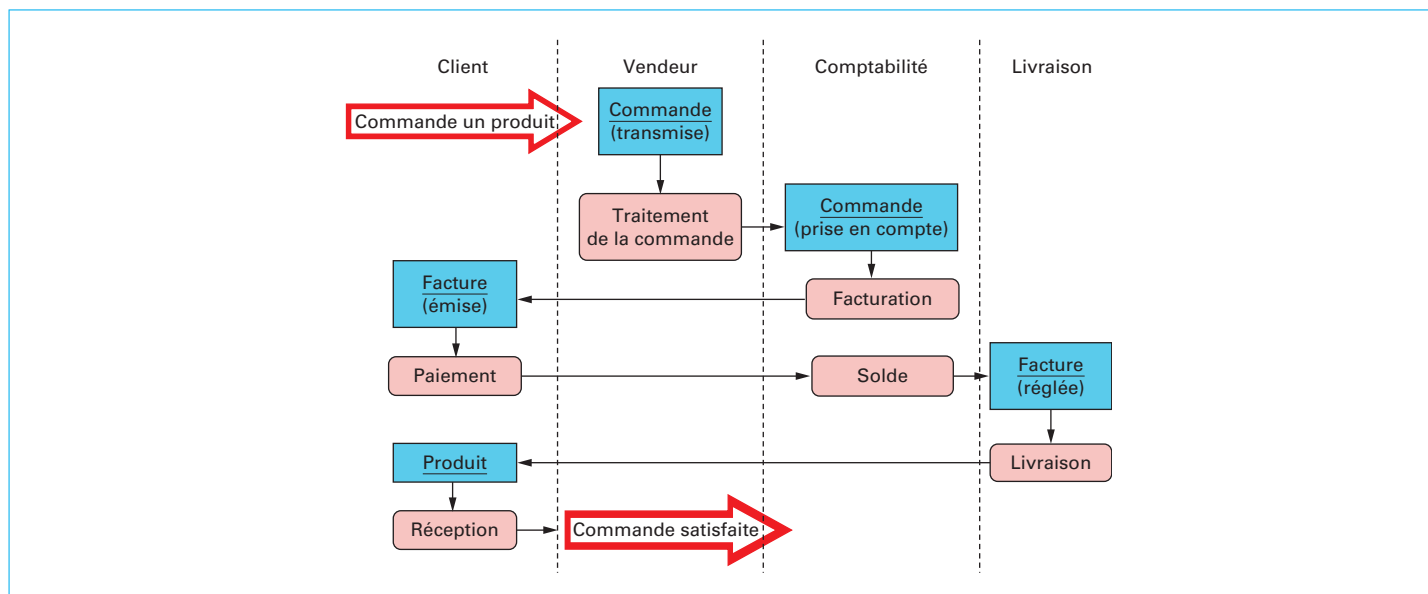 Client
Vendeur
Comptabilité
Livraison
Commande un produit
Commande
(transmise)
Traitement
de la commande
Commande
(prise en compte)
Facture
(émise)
Facturation
Paiement
Solde
Facture
(réglée)
Produit
Livraison
Réception
Commande satisfaite